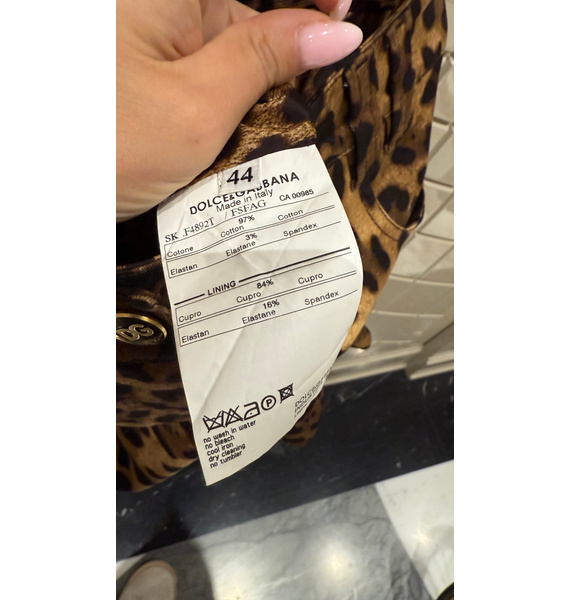 44
DOLCE&GABBANA
Made in Italy
SK F4892T / FSFAG CA 00985
97%
Cotone Cotton Cotton
3%
Elastan Elastane Spandex
LINING
84%
Cupro Cupro Cupro
16%
Elastan Elastane Spandex
P
no wash in water
no bleach
cool iron
dry cleaning
no tumbler
DG